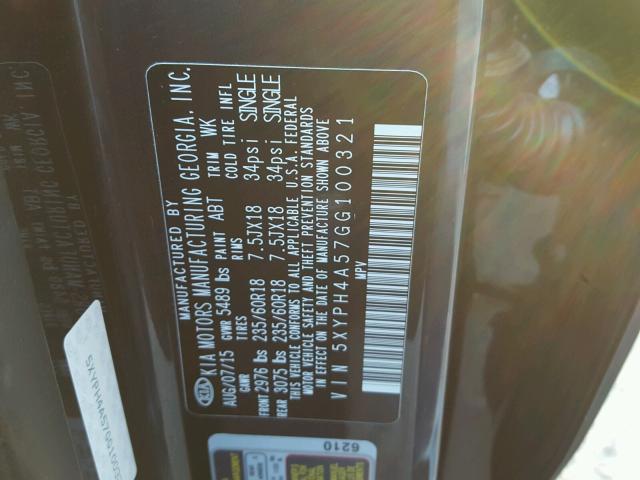 MANUFACTURED BY
KIA KIA MOTORS MANUFACTURING GEORGIA, INC.
AUG/07/15 GVWR 5489 lbs PAINT ABT TRIM WK
GAWR TIRES RIMS COLD TIRE INFL
FRONT 2976 lbs 235/60R18 7.5JX18 34psi SINGLE
REAR 3075 lbs 235/60R18 7.5JX18 34psi SINGLE
THIS VEHICLE CONFORMS TO ALL APPLICABLE U.S.A. FEDERAL
MOTOR VEHICLE SAFETY AND THEFT PREVENTION STANDARDS
IN EFFECT ON THE DATE OF MANUFACTURE SHOWN ABOVE.
VIN 5XYPH4A57GG100321
MPV
6210